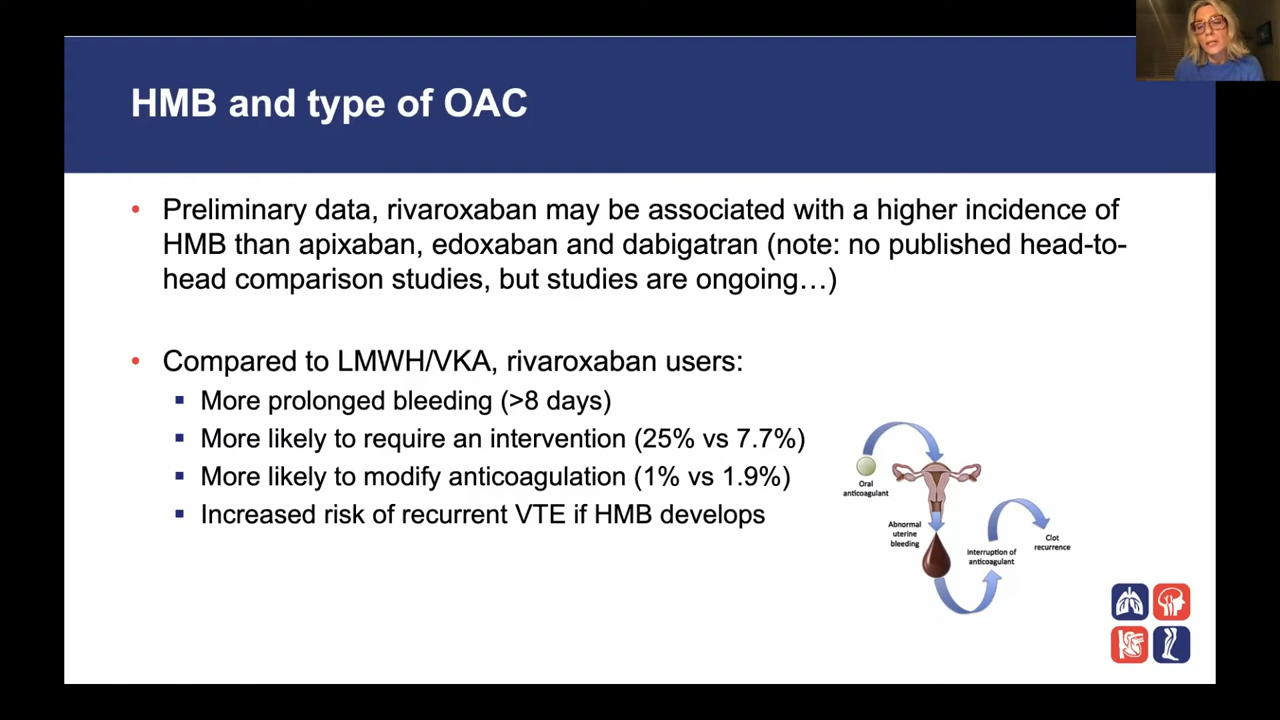 HMB and type of OAC
• Preliminary data, rivaroxaban may be associated with a higher incidence of
HMB than apixaban, edoxaban and dabigatran (note: no published head-to-
head comparison studies, but studies are ongoing…)
• Compared to LMWH/VKA, rivaroxaban users:
▪ More prolonged bleeding (>8 days)
▪ More likely to require an intervention (25% vs 7.7%)
▪ More likely to modify anticoagulation (1% vs 1.9%)
▪ Increased risk of recurrent VTE if HMB develops
Oral
anticoagulant
Abnormal
uterine
bleeding
Interruption of
anticoagulant
Clot
recurrence